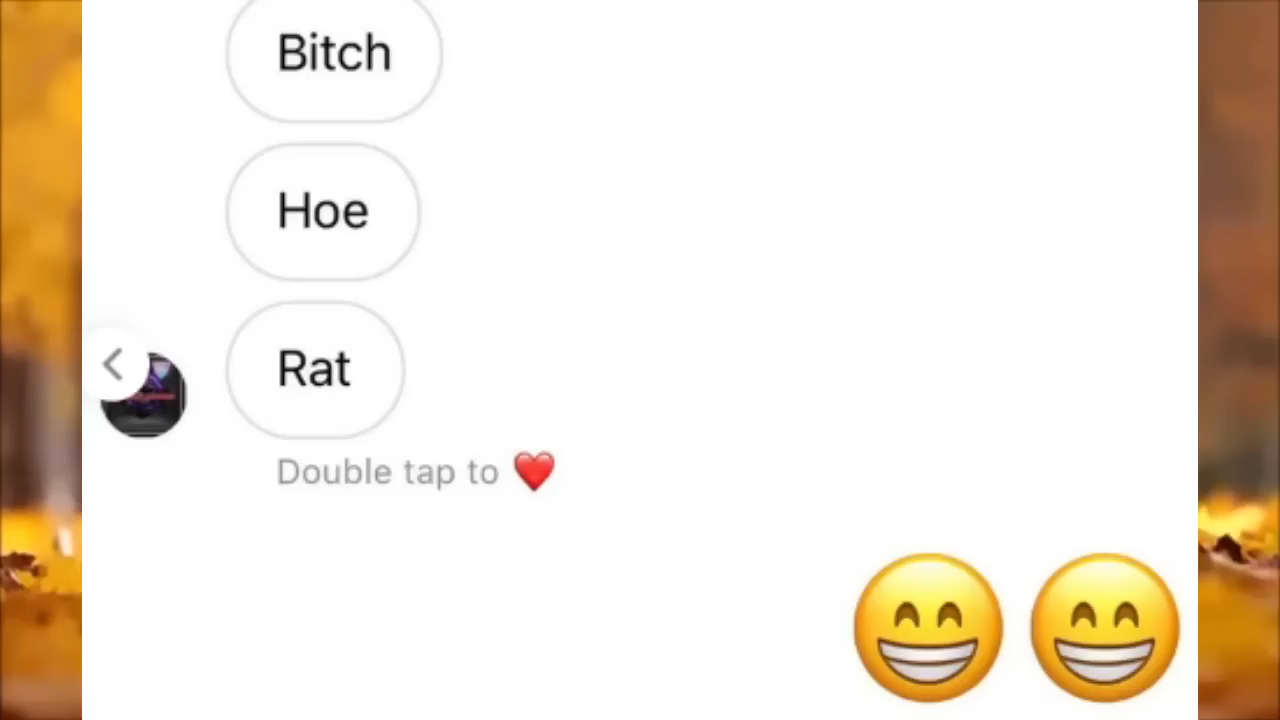 Bitch
Hoe
Rat
Double tap to ❤️
😁😁